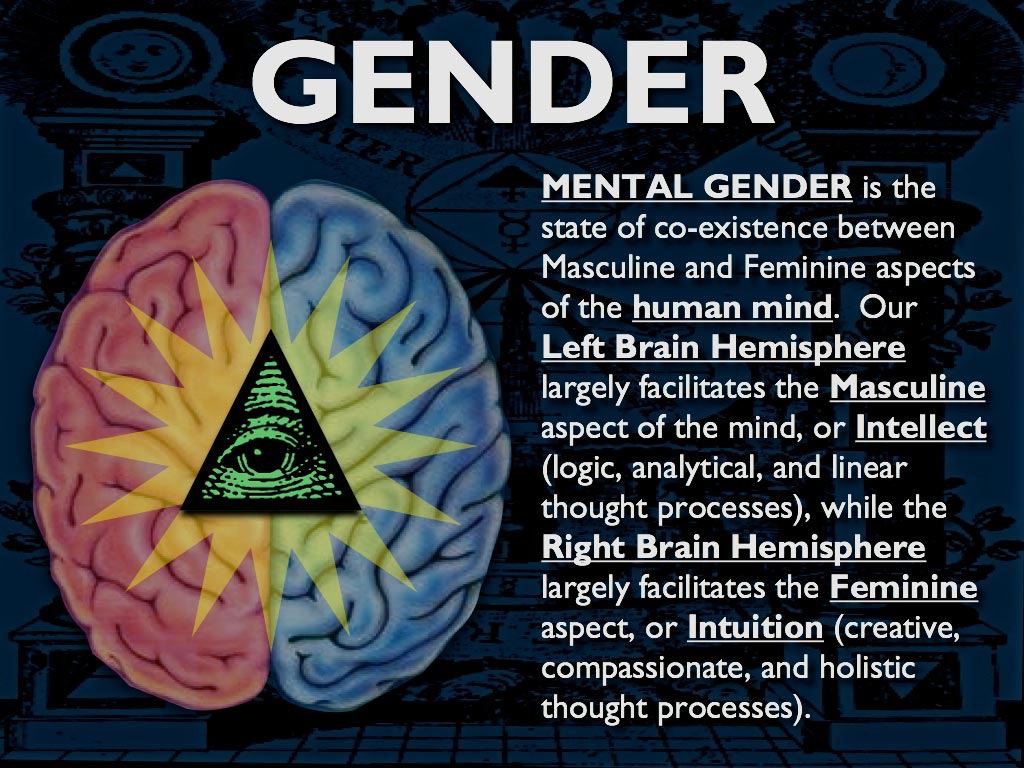 GENDER
MENTAL GENDER is the
state of co-existence between
Masculine and Feminine aspects
of the human mind.  Our
Left Brain Hemisphere
largely facilitates the Masculine
aspect of the mind, or Intellect
(logic, analytical, and linear
thought processes), while the
Right Brain Hemisphere
largely facilitates the Feminine
aspect, or Intuition (creative,
compassionate, and holistic
thought processes).